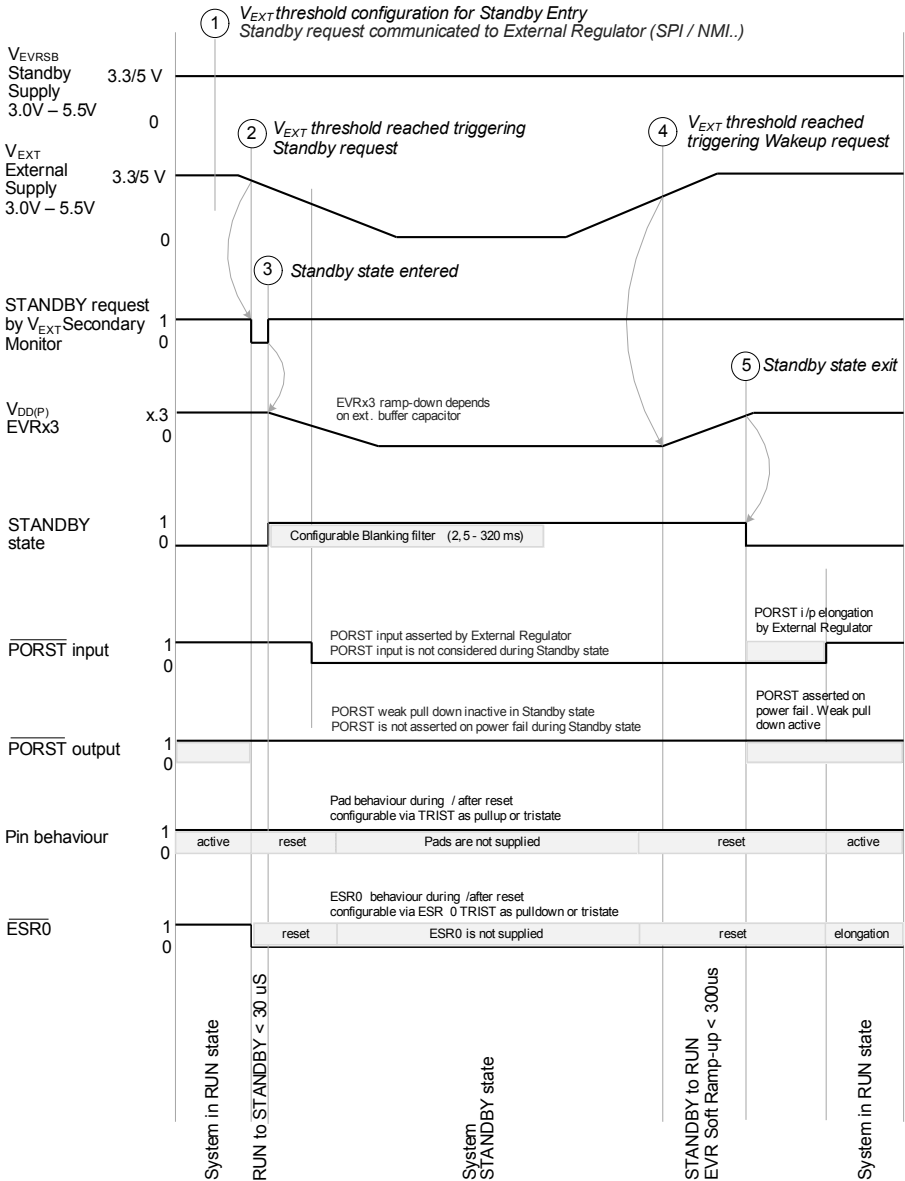 1 VEXT threshold configuration for Standby Entry
Standby request communicated to External Regulator (SPI / NMI..)
VEVRSB
Standby
Supply
3.0V – 5.5V
3.3/5 V
0
2 VEXT threshold reached triggering
Standby request
4 VEXT threshold reached
triggering Wakeup request
VEXT
External
Supply
3.0V – 5.5V
3.3/5 V
0
3 Standby state entered
STANDBY request
by VEXT Secondary
Monitor
1
0
5 Standby state exit
VDD(P)
EVRx3
x.3
0
EVRx3 ramp-down depends
on ext. buffer capacitor
STANDBY
state
1
0
Configurable Blanking filter (2,5 - 320 ms)
PORST i/p elongation
by External Regulator
PORST input
1
0
PORST input asserted by External Regulator
PORST input is not considered during Standby state
PORST weak pull down inactive in Standby state
PORST is not asserted on power fail during Standby state
PORST asserted on
power fail. Weak pull
down active
PORST output
1
0
Pad behaviour during / after reset
configurable via TRIST as pullup or tristate
Pin behaviour
1
0
active reset Pads are not supplied reset active
ESR0 behaviour during /after reset
configurable via ESR 0 TRIST as pulldown or tristate
ESR0
1
0
reset ESR0 is not supplied reset elongation
System in RUN state
RUN to STANDBY < 30 uS
System
STANDBY state
STANDBY to RUN
EVR Soft Ramp-up < 300us
System in RUN state